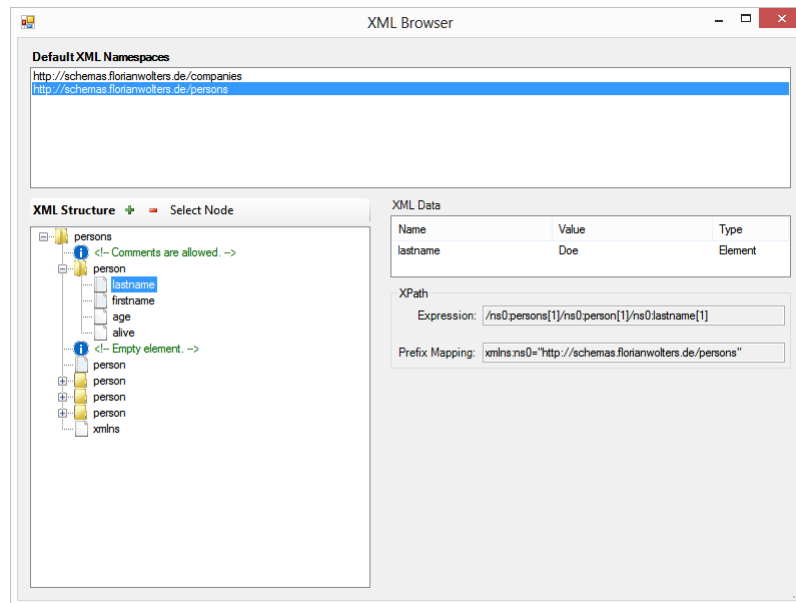 XML Browser
Default XML Namespaces
http://schemas.florianwolters.de/companies
http://schemas.florianwolters.de/persons
XML Structure Select Node
persons
<!-- Comments are allowed. -->
person
lastname
firstname
age
alive
<!-- Empty element. -->
person
person
person
person
xmlns
XML Data
Name Value Type
lastname Doe Element
XPath
Expression: /ns0:persons[1]/ns0:person[1]/ns0:lastname[1]
Prefix Mapping: xmlns:ns0="http://schemas.florianwolters.de/persons"